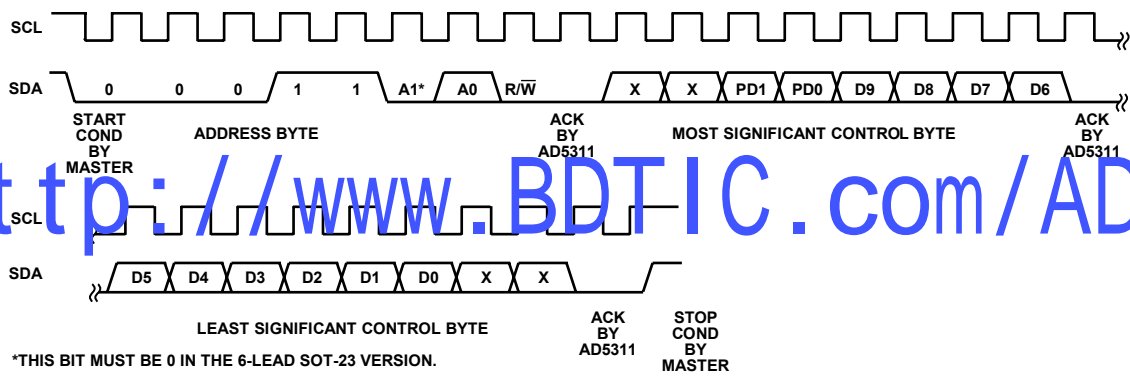 SCL
SDA 0 0 0 1 1 A1* A0 R/W̅ X X PD1 PD0 D9 D8 D7 D6
START COND BY MASTER
ADDRESS BYTE
ACK BY AD5311
MOST SIGNIFICANT CONTROL BYTE
ACK BY AD5311
ttp://www.BDTIC.com/AD
SCL
SDA D5 D4 D3 D2 D1 D0 X X
LEAST SIGNIFICANT CONTROL BYTE
ACK BY AD5311
STOP COND BY MASTER
*THIS BIT MUST BE 0 IN THE 6-LEAD SOT-23 VERSION.